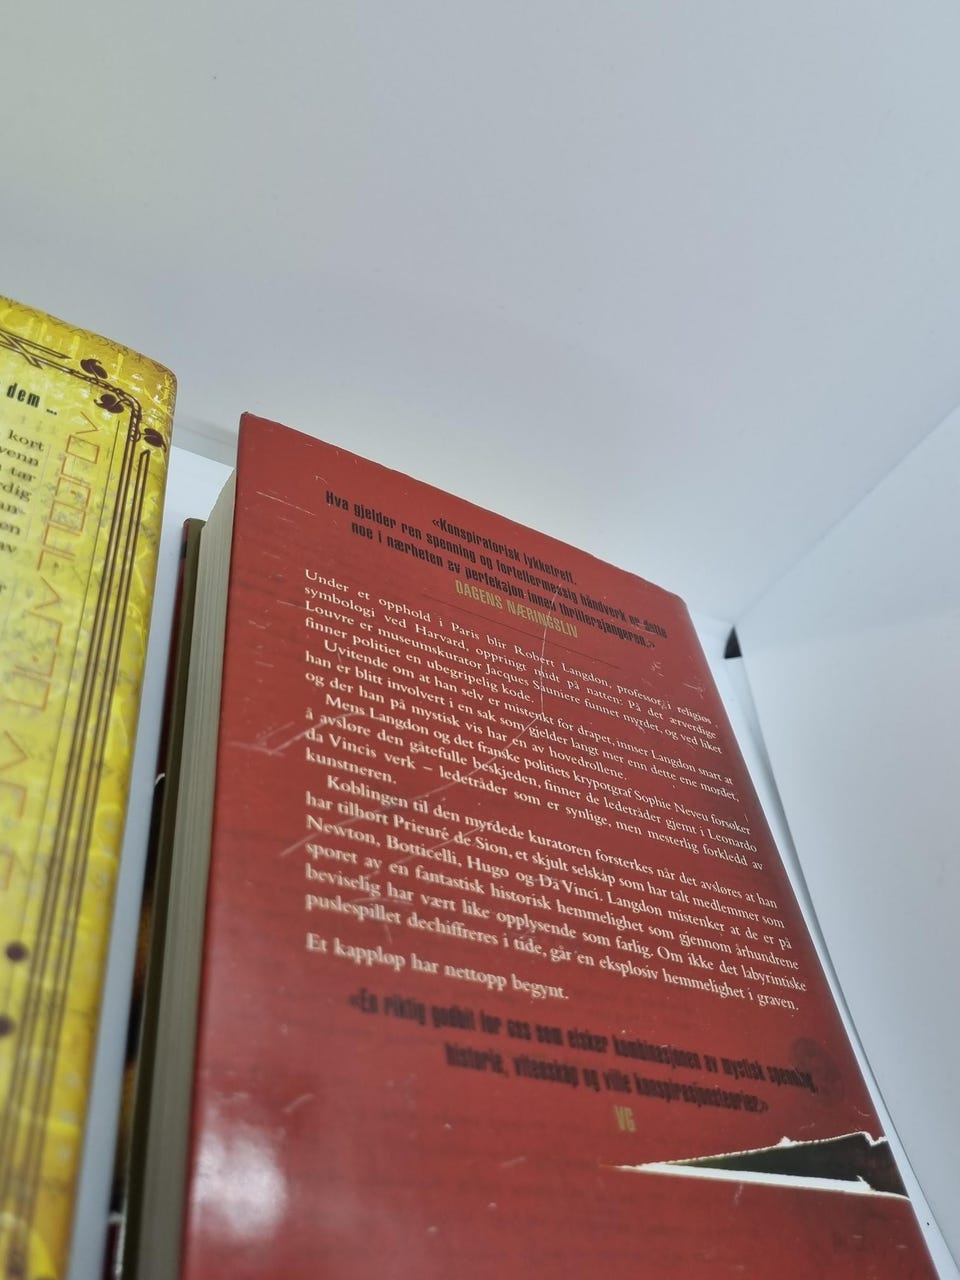 dem ...
kort
venn
tær
rdig
an-
en
av
«Konspiratorisk lykketreff.
Hva gjelder ren spenning og fortellermessig håndverk er dette
noe i nærheten av perfeksjon innen thrillersjangeren.»
DAGENS NÆRINGSLIV
Under et opphold i Paris blir Robert Langdon, professor i religiøs
symbologi ved Harvard, oppringt midt på natten: På det ærverdige
Louvre er museumskurator Jacques Saunière funnet myrdet, og ved liket
finner politiet en ubegripelig kode.
Uvitende om at han selv er mistenkt for drapet, innser Langdon snart at
han er blitt involvert i en sak som gjelder langt mer enn dette ene mordet,
og der han på mystisk vis har en av hovedrollene.
Mens Langdon og det franske politiets kryptograf Sophie Neveu forsøker
å avsløre den gåtefulle beskjeden, finner de ledetråder gjemt i Leonardo
da Vincis verk – ledetråder som er synlige, men mesterlig forkledd av
kunstneren.
Koblingen til den myrdede kuratoren forsterkes når det avsløres at han
har tilhørt Prieuré de Sion, et skjult selskap som har talt medlemmer som
Newton, Botticelli, Hugo og Da Vinci. Langdon mistenker at de er på
sporet av en fantastisk historisk hemmelighet som gjennom århundrene
beviselig har vært like opplysende som farlig. Om ikke det labyrintiske
puslespillet dechiffreres i tide, går en eksplosiv hemmelighet i graven.
Et kappløp har nettopp begynt.
«En riktig godbit for oss som elsker kombinasjonen av mystisk spenning,
historie, vitenskap og ville konspirasjonsteorier.»
VG